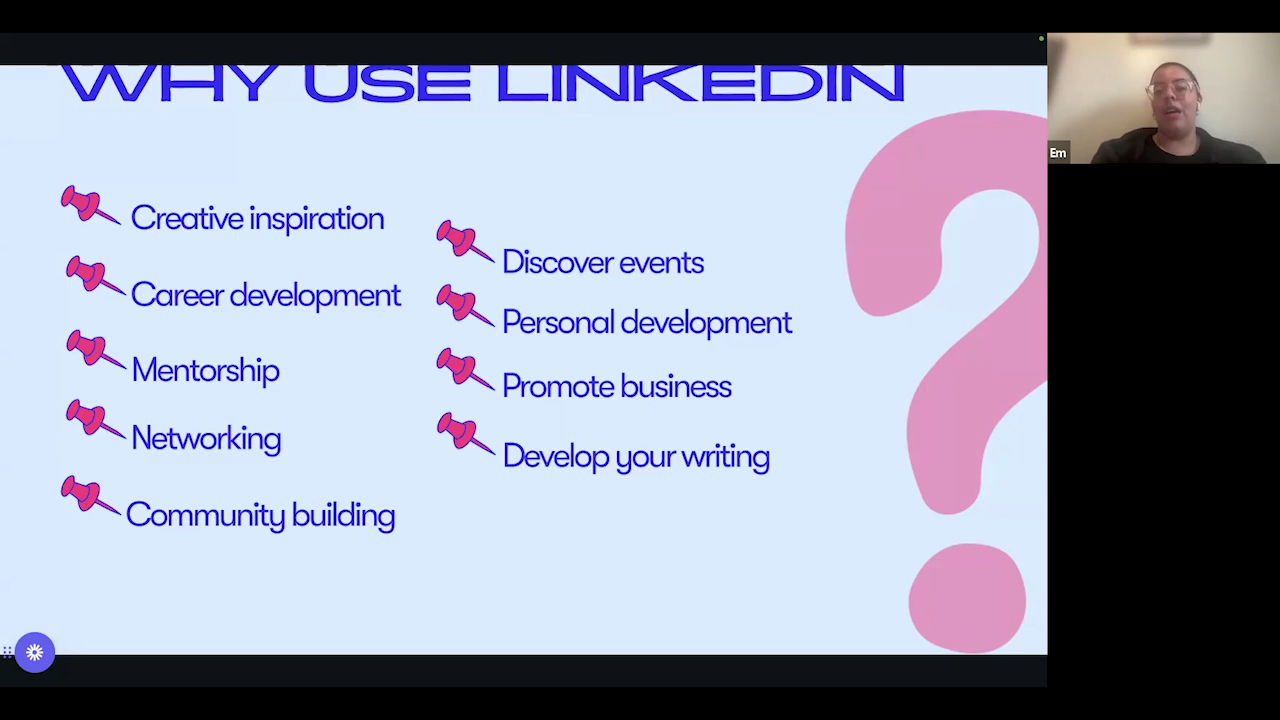 WHY USE LINKEDIN
Creative inspiration
Career development
Mentorship
Networking
Community building
Discover events
Personal development
Promote business
Develop your writing
?
Em